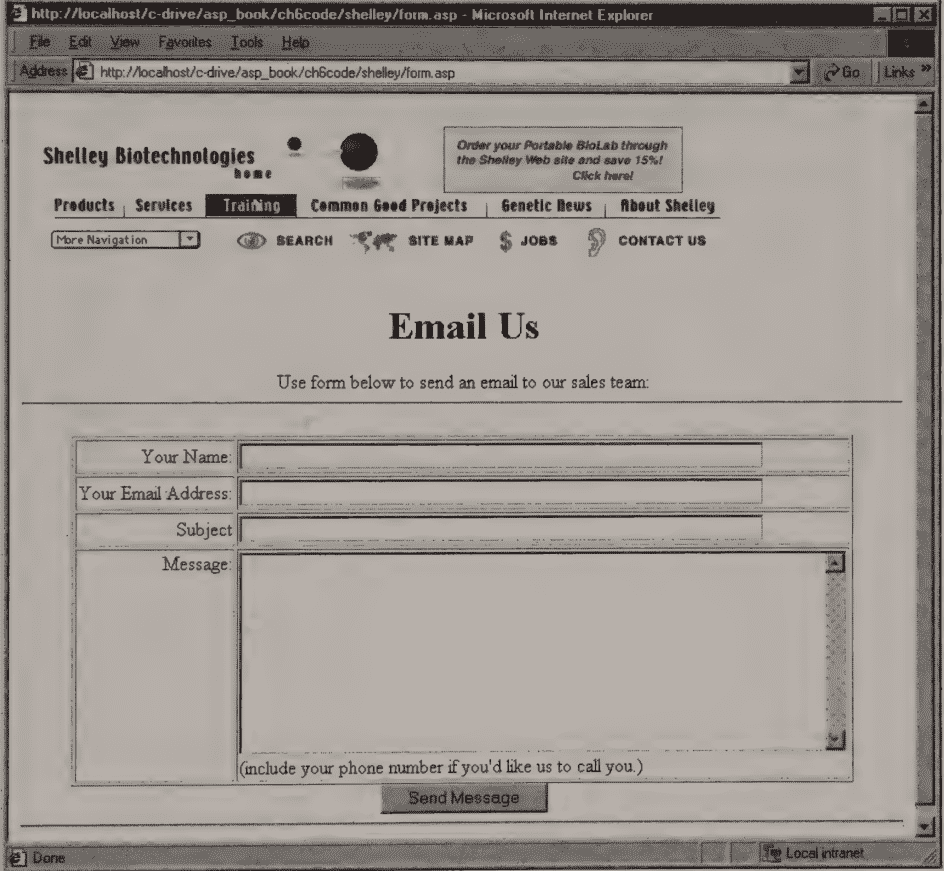 http://localhost/c-drive/asp_book/ch6code/shelley/form.asp - Microsoft Internet Explorer
File Edit View Favorites Tools Help
Address http://localhost/c-drive/asp_book/ch6code/shelley/form.asp Go Links »
Shelley Biotechnologies
home
Order your Portable BioLab through
the Shelley Web site and save 15%!
Click here!
Products Services Training Common Good Projects Genetic News About Shelley
More Navigation SEARCH SITE MAP $ JOBS CONTACT US
Email Us
Use form below to send an email to our sales team:
Your Name:
Your Email Address:
Subject
Message:
(include your phone number if you'd like us to call you.)
Send Message
Done Local intranet